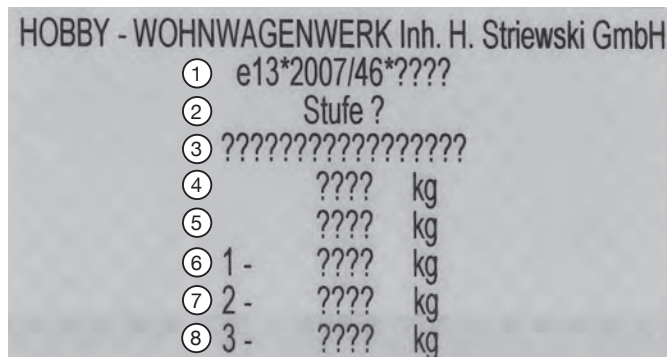 HOBBY - WOHNWAGENWERK Inh. H. Striewski GmbH
1 e13*2007/46*????
2 Stufe ?
3 ?????????????????
4 ???? kg
5 ???? kg
6 1 - ???? kg
7 2 - ???? kg
8 3 - ???? kg